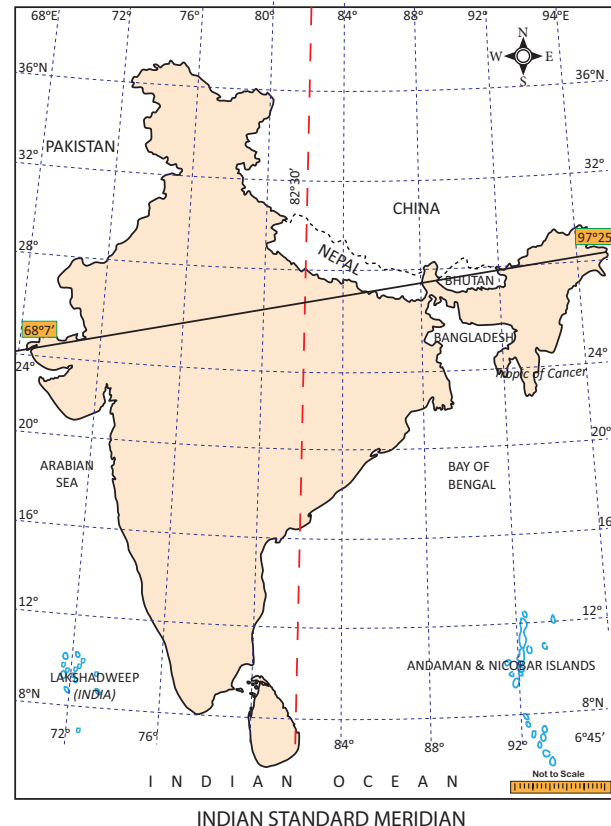 68°E 72° 76° 80° 84° 88° 92° 94°E
N
W E
S
36°N 36°
PAKISTAN
32° 32°
82°30'
CHINA
28° 28°
NEPAL
97°25
BHUTAN
68°7'
BANGLADESH
24° 24°
Tropic of Cancer
20° 20°
ARABIAN
SEA
BAY OF
BENGAL
16° 16
12° 12°
LAKSHADWEEP
(INDIA)
ANDAMAN & NICOBAR ISLANDS
8°N 8°
72° 76° 84° 88° 92° 6°45'
INDIAN OCEAN
Not to Scale
INDIAN STANDARD MERIDIAN